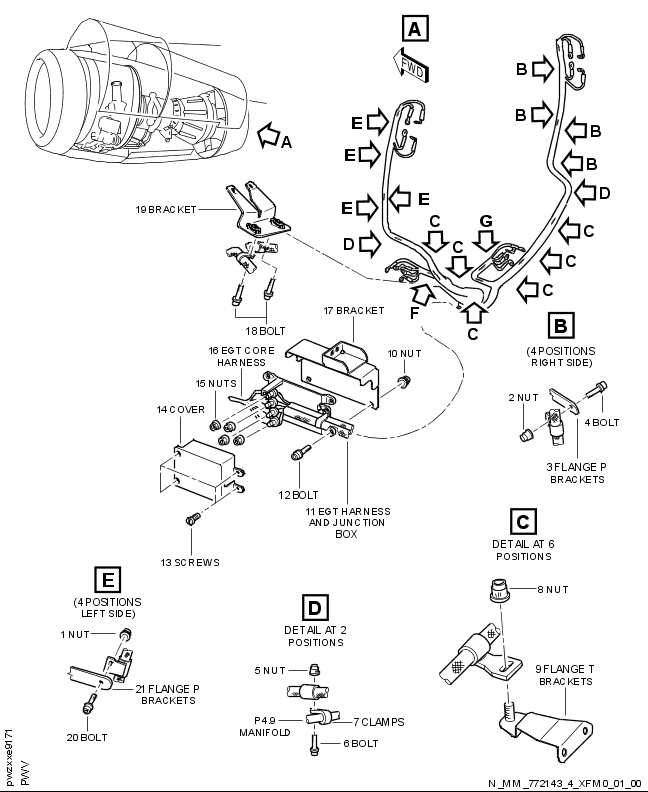 A
FWD
B
B
B
B
D
C
C
C
E
E
E
E
D
C
C
G
F
C
A
19 BRACKET
18 BOLT
17 BRACKET
16 EGT CORE
HARNESS
10 NUT
15 NUTS
14 COVER
12 BOLT
11 EGT HARNESS
AND JUNCTION
BOX
13 SCREWS
B
(4 POSITIONS
RIGHT SIDE)
2 NUT
4 BOLT
3 FLANGE P
BRACKETS
C
DETAIL AT 6
POSITIONS
8 NUT
9 FLANGE T
BRACKETS
E
(4 POSITIONS
LEFT SIDE)
1 NUT
21 FLANGE P
BRACKETS
20 BOLT
D
DETAIL AT 2
POSITIONS
5 NUT
P4.9
MANIFOLD
7 CLAMPS
6 BOLT
pwzxxe9171
PWV
N_MM_772143_4_XFM0_01_00